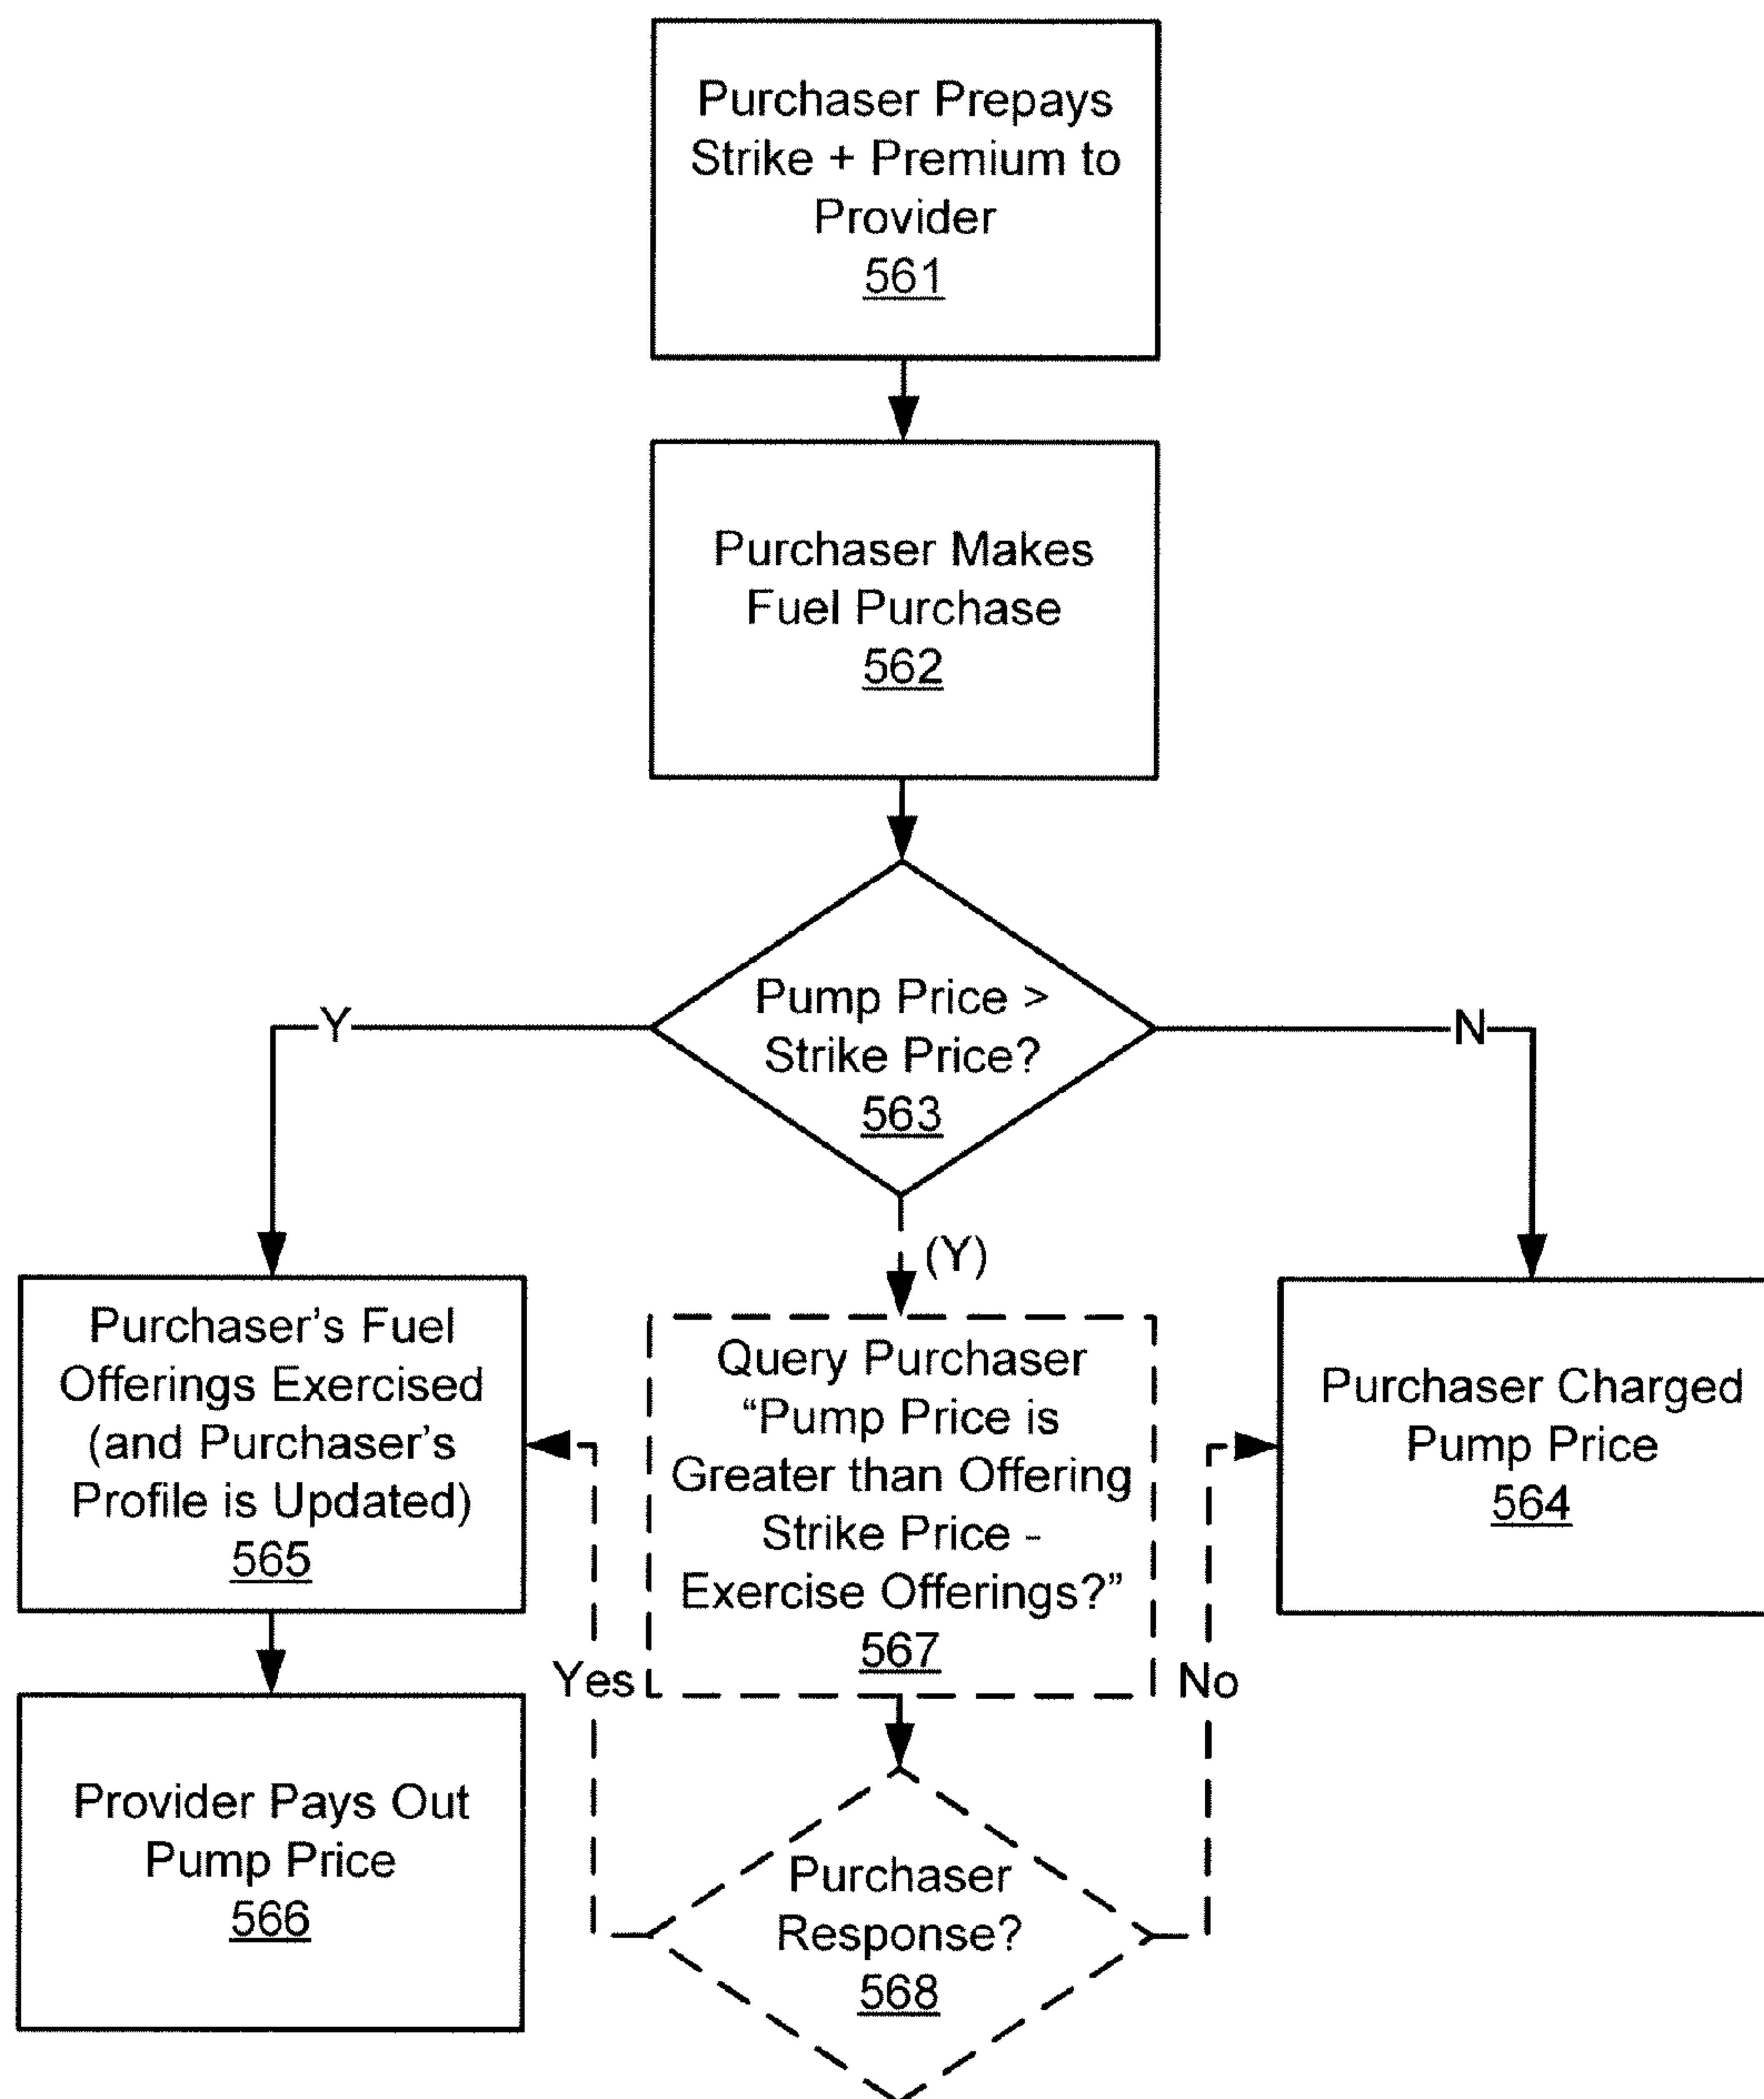 Purchaser Prepays
Strike + Premium to
Provider
561
Purchaser Makes
Fuel Purchase
562
Pump Price >
Strike Price?
563
Y
N
(Y)
Purchaser's Fuel
Offerings Exercised
(and Purchaser's
Profile is Updated)
565
Query Purchaser
“Pump Price is
Greater than Offering
Strike Price -
Exercise Offerings?”
567
Purchaser Charged
Pump Price
564
Yes
No
Provider Pays Out
Pump Price
566
Purchaser
Response?
568